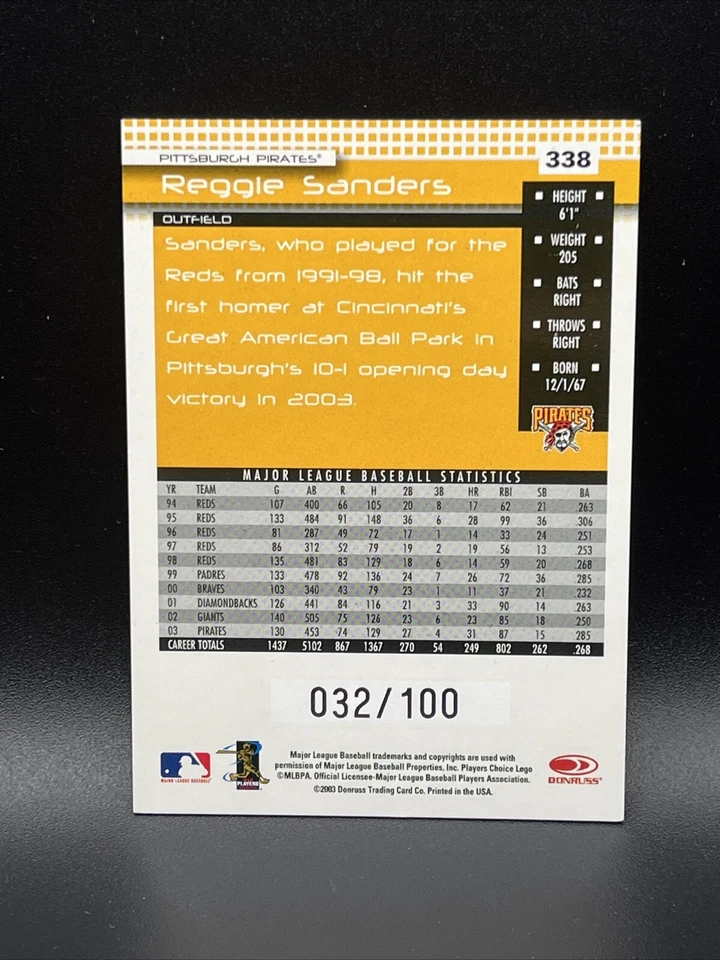 PITTSBURGH PIRATES®
338
Reggie Sanders
OUTFIELD
Sanders, who played for the
Reds from 1991-98, hit the
first homer at Cincinnati's
Great American Ball Park in
Pittsburgh's 10-1 opening day
victory in 2003.
HEIGHT
6'1"
WEIGHT
205
BATS
RIGHT
THROWS
RIGHT
BORN
12/1/67
PIRATES
MAJOR LEAGUE BASEBALL STATISTICS
YR TEAM G AB R H 2B 3B HR RBI SB BA
94 REDS 107 400 66 105 20 8 17 62 21 .263
95 REDS 133 484 91 148 36 6 28 99 36 .306
96 REDS 81 287 49 72 17 1 14 33 24 .251
97 REDS 86 312 52 79 19 2 19 56 13 .253
98 REDS 135 481 83 129 18 6 14 59 20 .268
99 PADRES 133 478 92 136 24 7 26 72 36 .285
00 BRAVES 103 340 43 79 23 1 11 37 21 .232
01 DIAMONDBACKS 126 441 84 116 21 3 33 90 14 .263
02 GIANTS 140 505 75 126 23 6 23 85 18 .250
03 PIRATES 130 453 74 129 27 4 31 87 15 .285
CAREER TOTALS 1437 5102 867 1367 270 54 249 802 262 .268
032/100
MAJOR LEAGUE BASEBALL
PLAYERS
Major League Baseball trademarks and copyrights are used with
permission of Major League Baseball Properties, Inc. Players Choice Logo
©MLBPA. Official Licensee-Major League Baseball Players Association.
©2003 Donruss Trading Card Co. Printed in the USA.
DONRUSS